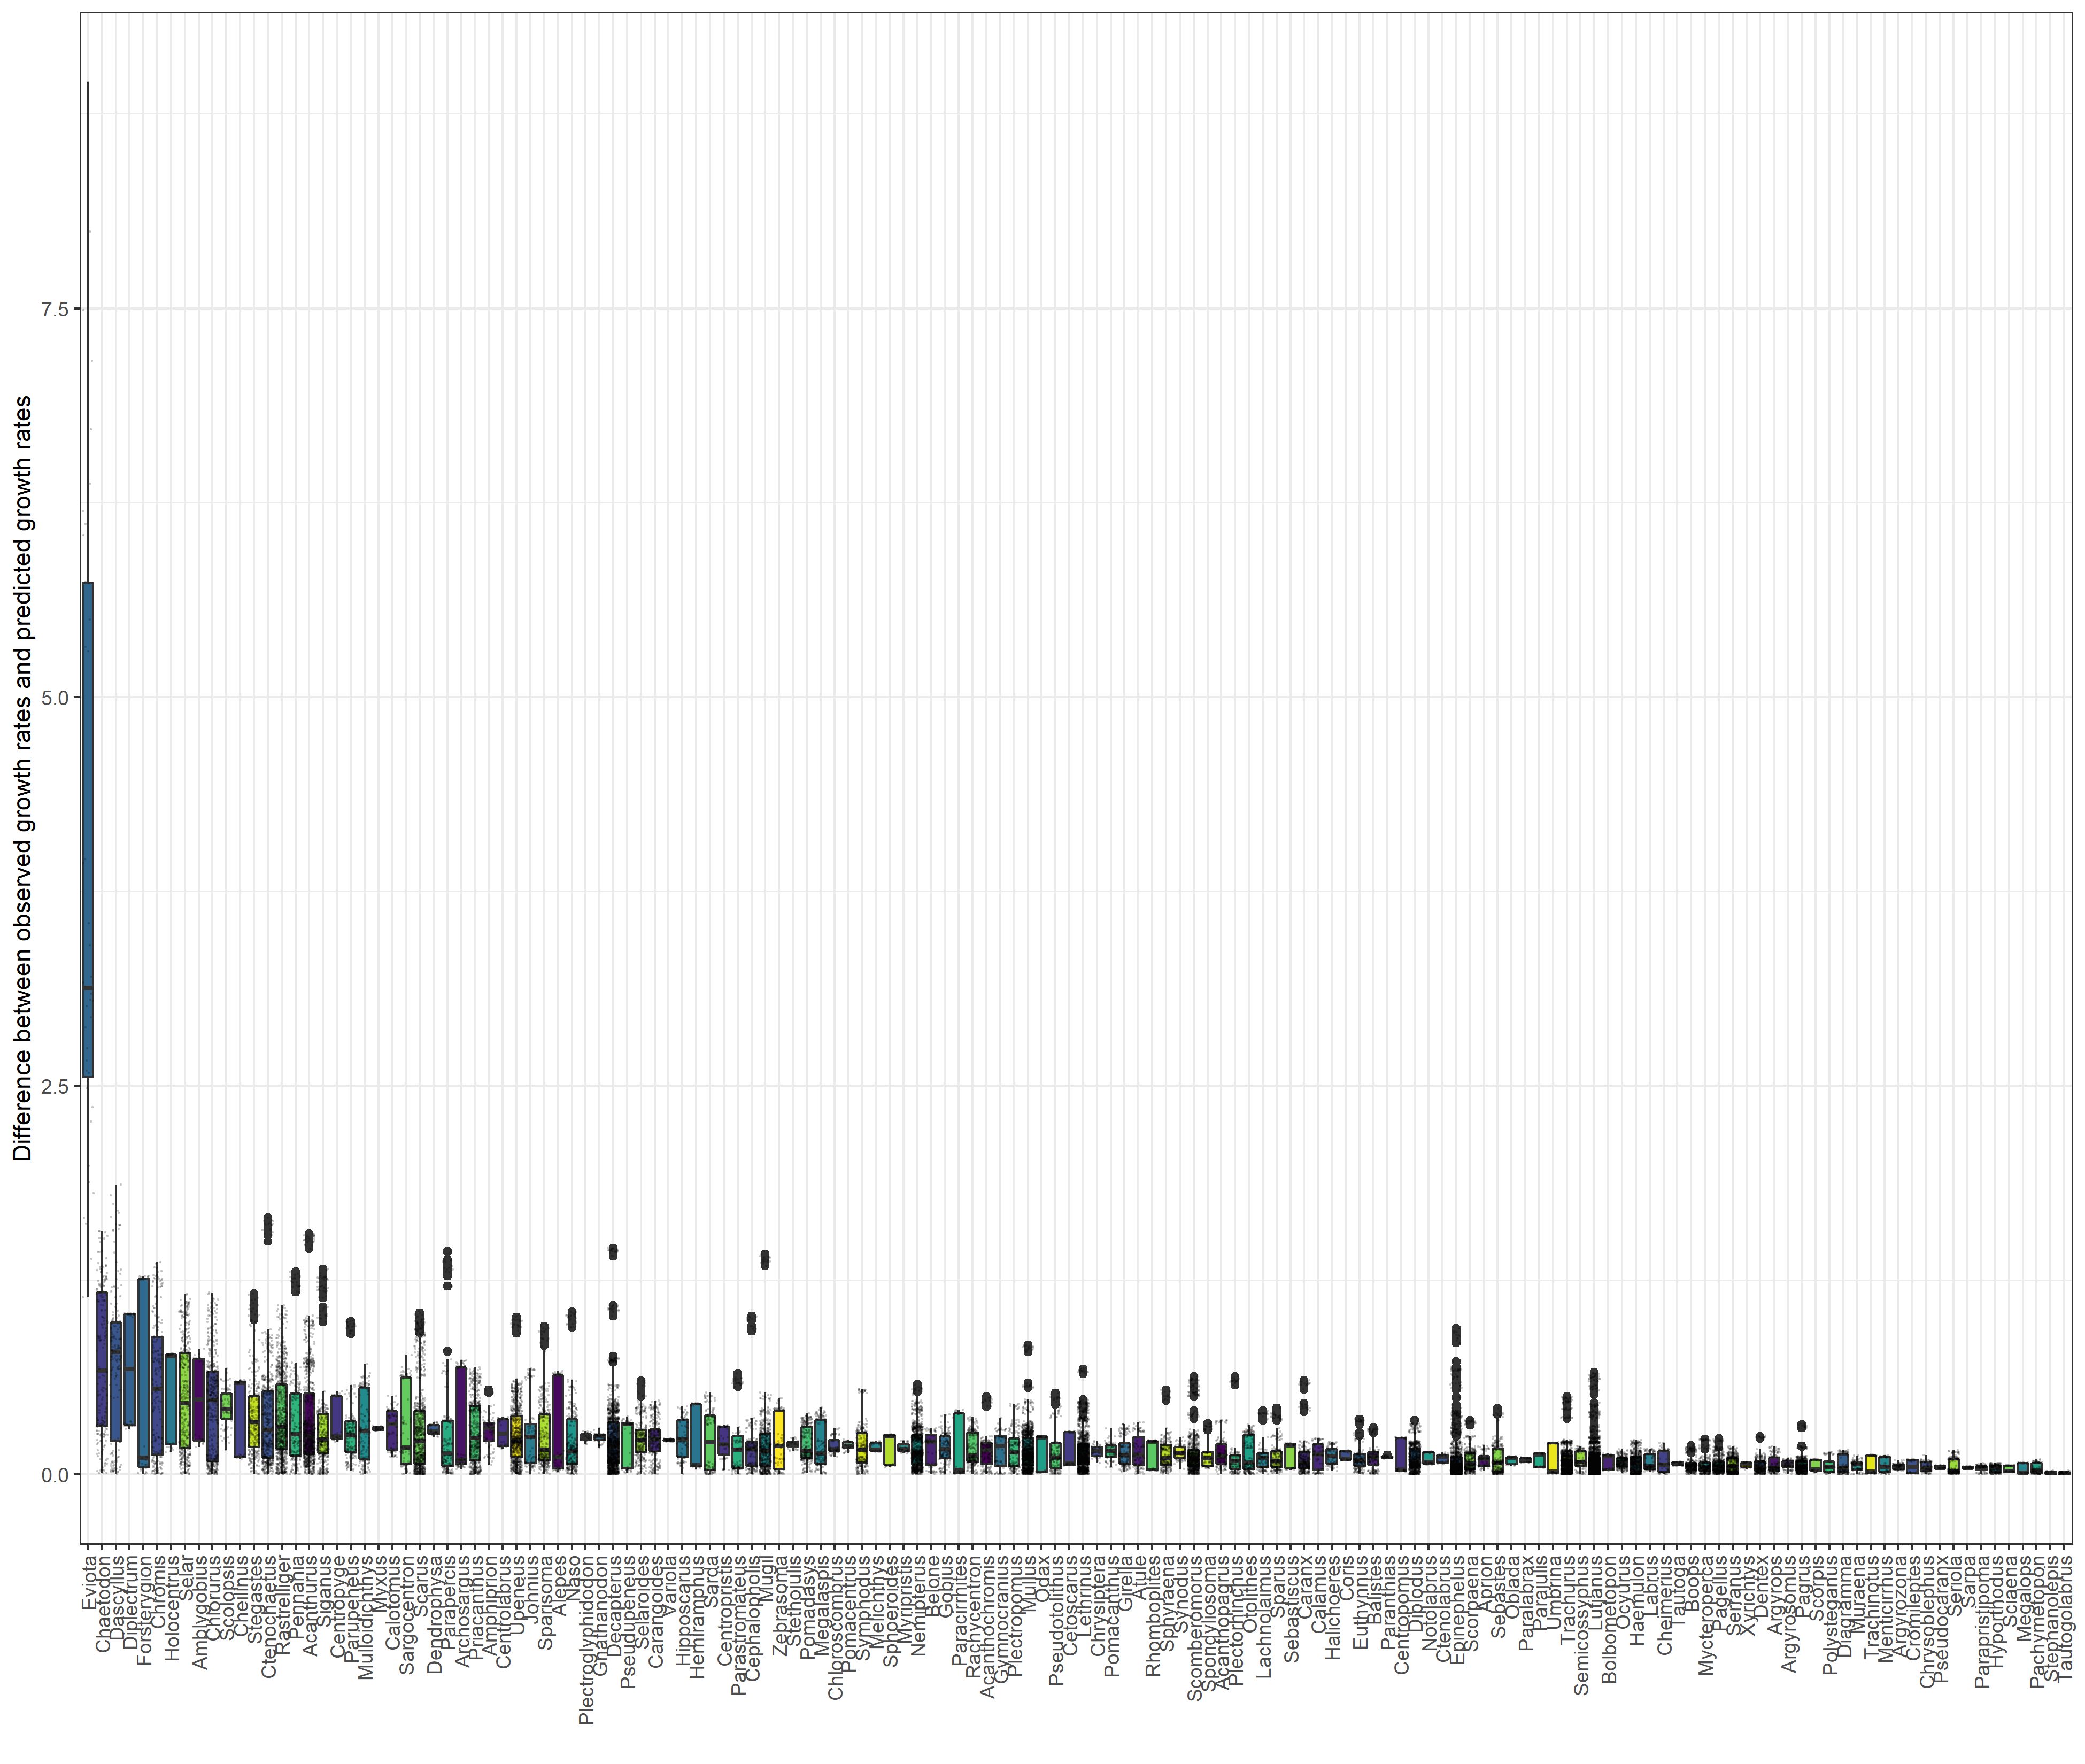 Difference between observed growth rates and predicted growth rates
7.5
5.0
2.5
0.0
Eviota
Chaetodon
Dascyllus
Diplectrum
Forsterygion
Chromis
Holocentrus
Selar
Amblygobius
Chlorurus
Scolopsis
Cheilinus
Stegastes
Ctenochaetus
Rastrelliger
Pennahia
Acanthurus
Siganus
Centropyge
Parupeneus
Mulloidichthys
Myxus
Calotomus
Sargocentron
Scarus
Dendrophysa
Parapercis
Archosargus
Priacanthus
Amphiprion
Centrolabrus
Upeneus
Johnius
Sparisoma
Alepes
Naso
Plectroglyphidodon
Gnathanodon
Decapterus
Pseudupeneus
Selaroides
Carangoides
Variola
Hipposcarus
Hemiramphus
Sarda
Centropristis
Parastromateus
Cephalopholis
Mugil
Zebrasoma
Stethojulis
Pomadasys
Megalaspis
Chloroscombrus
Pomacentrus
Symphodus
Melichthys
Sphoeroides
Myripristis
Nemipterus
Belone
Gobius
Paracirrhites
Rachycentron
Acanthochromis
Gymnocranius
Plectropomus
Mullus
Odax
Pseudotolithus
Cetoscarus
Lethrinus
Chrysiptera
Pomacanthus
Girella
Atule
Rhomboplites
Sphyraena
Synodus
Scomberomorus
Spondyliosoma
Acanthopagrus
Plectorhinchus
Otolithes
Lachnolaimus
Sparus
Sebastiscus
Caranx
Calamus
Halichoeres
Coris
Euthynnus
Balistes
Paranthias
Centropomus
Diplodus
Notolabrus
Ctenolabrus
Epinephelus
Scorpaena
Aprion
Sebastes
Oblada
Paralabrax
Parajulis
Umbrina
Trachurus
Semicossyphus
Lutjanus
Bolbometopon
Ocyurus
Haemulon
Labrus
Cheimerius
Tautoga
Boops
Mycteroperca
Pagellus
Serranus
Xyrichtys
Dentex
Argyrops
Argyrosomus
Pagrus
Scorpis
Polysteganus
Diagramma
Muraena
Trachinotus
Menticirrhus
Argyrozona
Cromileptes
Chrysoblephus
Pseudocaranx
Seriola
Sarpa
Parapristipoma
Hyporthodus
Sciaena
Megalops
Pachymetopon
Stephanolepis
Tautogolabrus